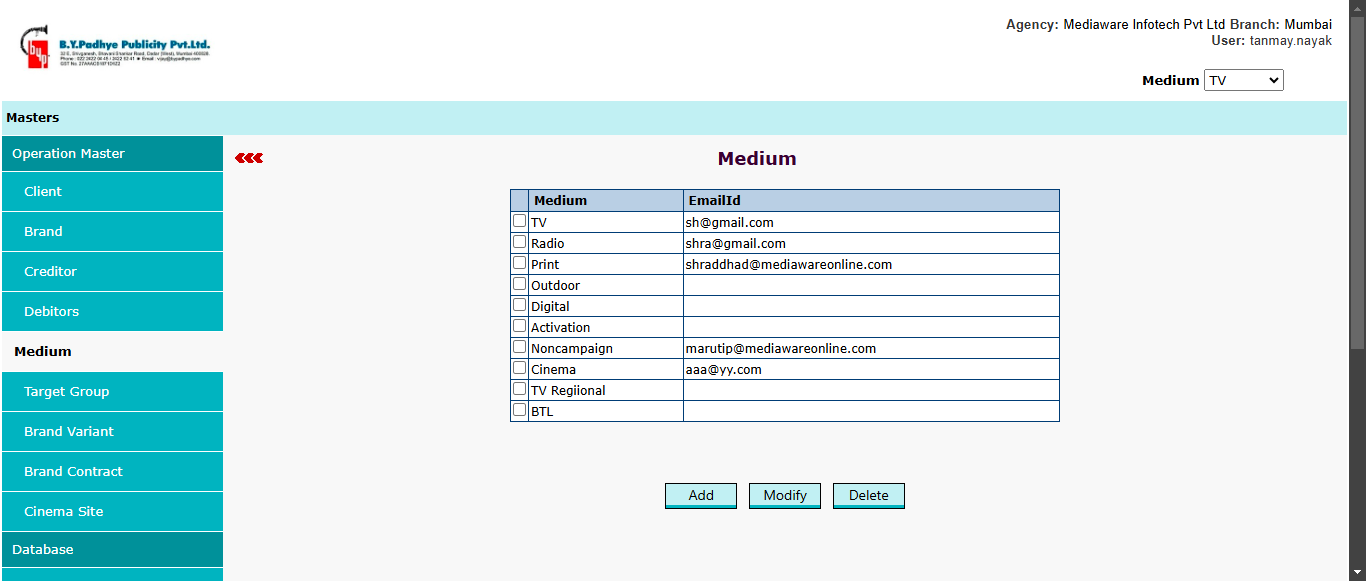 Agency: Mediaware Infotech Pvt Ltd Branch: Mumbai
User: tanmay.nayak
byp
B.Y.Padhye Publicity Pvt.Ltd.
Medium TV
Masters
Operation Master
Client
Brand
Creditor
Debitors
Medium
Target Group
Brand Variant
Brand Contract
Cinema Site
Database
Medium
Medium EmailId
TV sh@gmail.com
Radio shra@gmail.com
Print shraddhad@mediawareonline.com
Outdoor
Digital
Activation
Noncampaign marutip@mediawareonline.com
Cinema aaa@yy.com
TV Regiional
BTL
Add Modify Delete